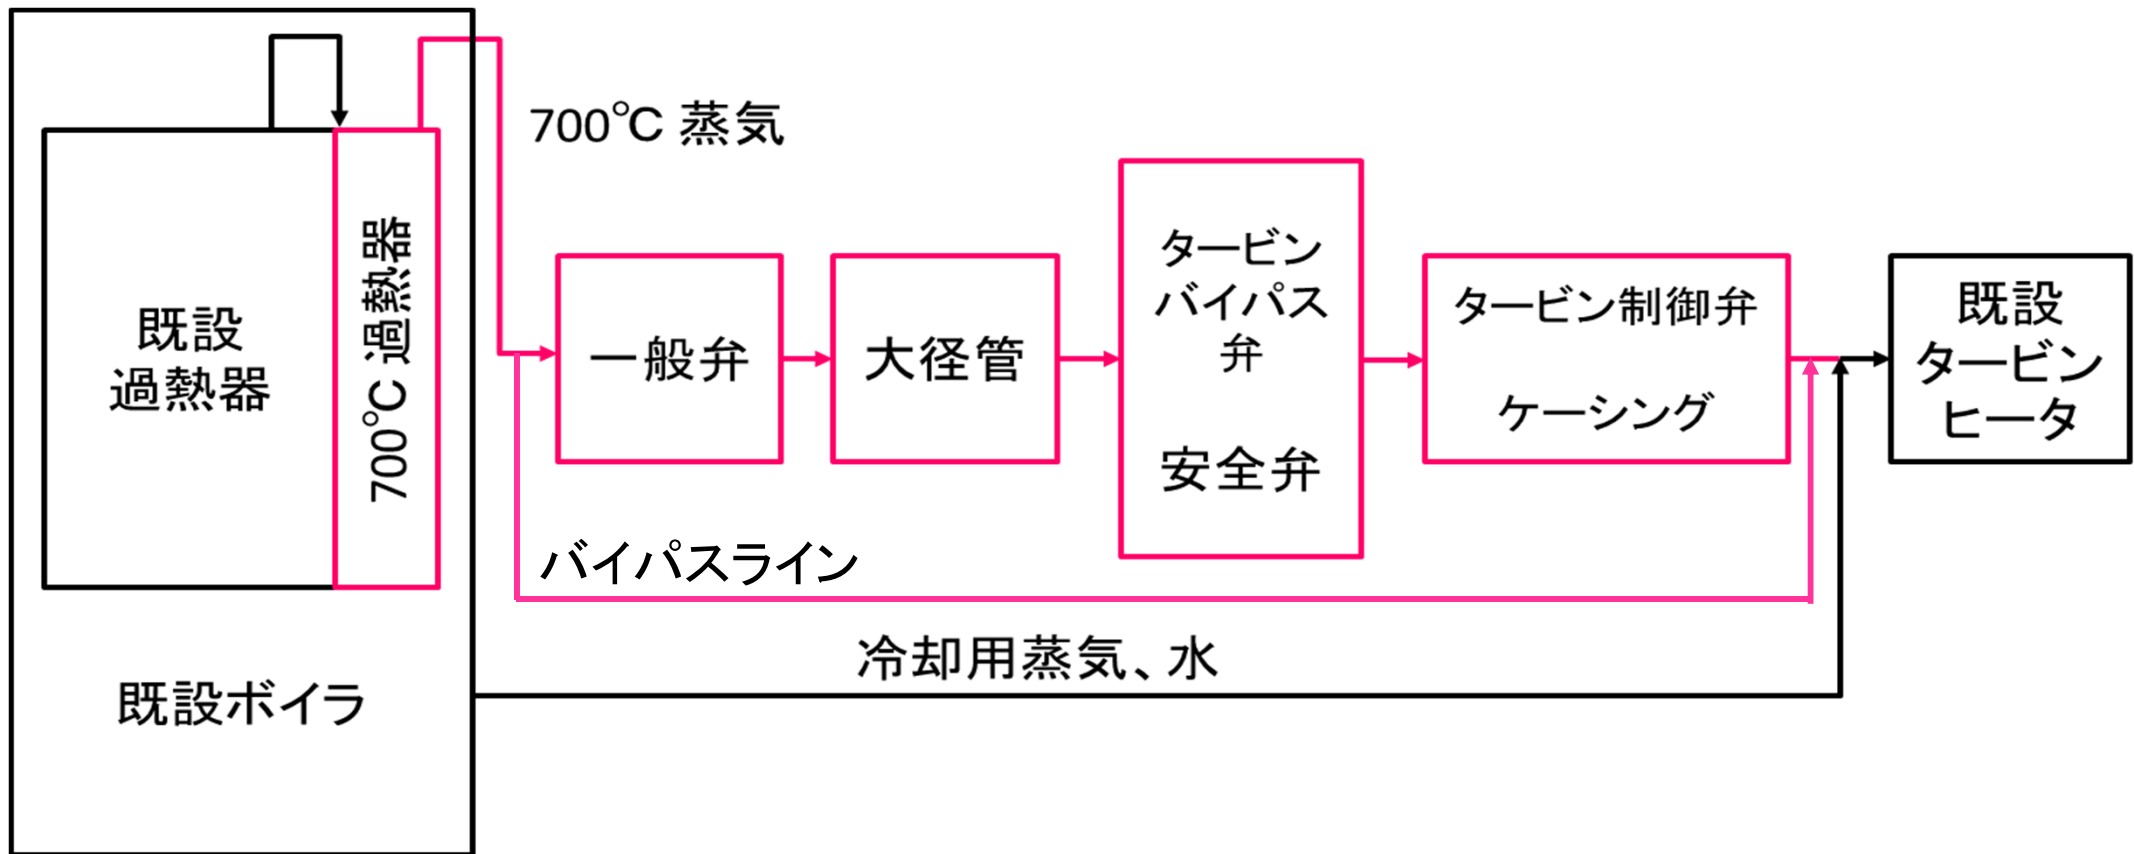 既設
過熱器
700℃過熱器
既設ボイラ
700℃ 蒸気
一般弁
大径管
タービン
バイパス
弁
安全弁
タービン制御弁
ケーシング
既設
タービン
ヒータ
バイパスライン
冷却用蒸気、水